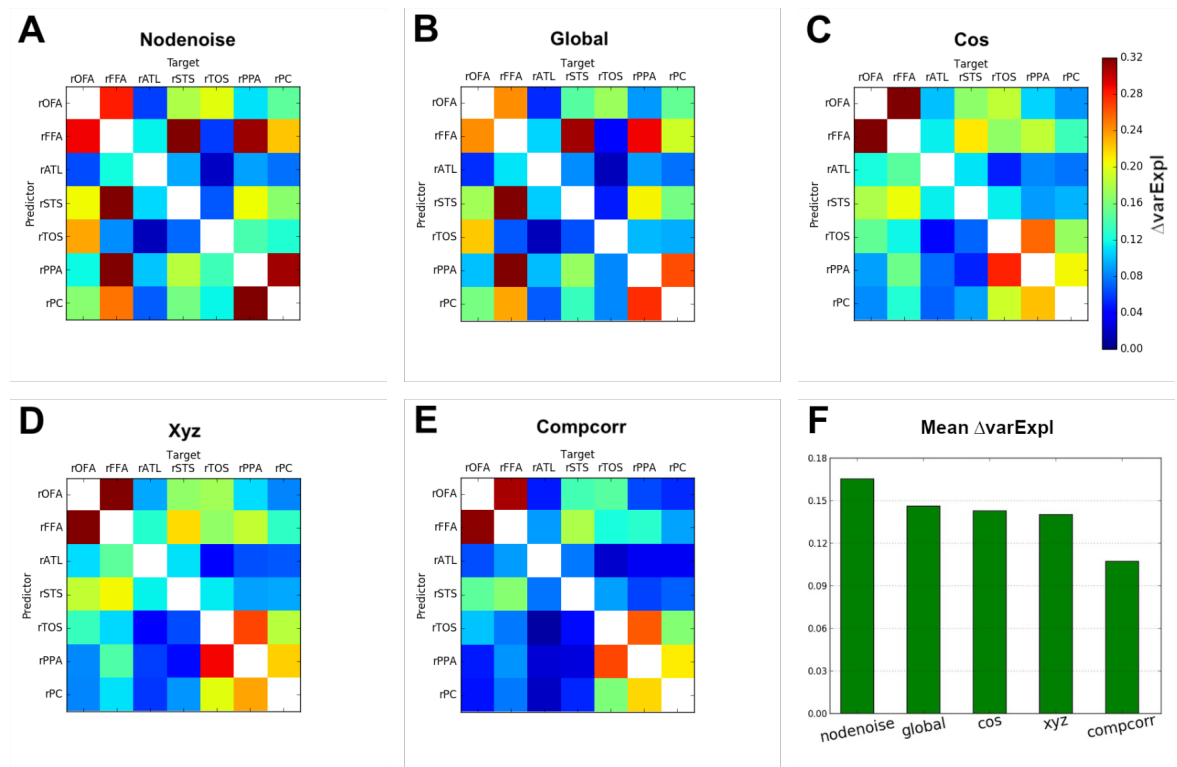 A
Nodenoise
Target
rOFA rFFA rATL rSTS rTOS rPPA rPC
Predictor
rOFA
rFFA
rATL
rSTS
rTOS
rPPA
rPC
B
Global
Target
rOFA rFFA rATL rSTS rTOS rPPA rPC
Predictor
rOFA
rFFA
rATL
rSTS
rTOS
rPPA
rPC
C
Cos
Target
rOFA rFFA rATL rSTS rTOS rPPA rPC
Predictor
rOFA
rFFA
rATL
rSTS
rTOS
rPPA
rPC
0.32
0.28
0.24
0.20
0.16
0.12
0.08
0.04
0.00
ΔvarExpl
D
Xyz
Target
rOFA rFFA rATL rSTS rTOS rPPA rPC
Predictor
rOFA
rFFA
rATL
rSTS
rTOS
rPPA
rPC
E
Compcorr
Target
rOFA rFFA rATL rSTS rTOS rPPA rPC
Predictor
rOFA
rFFA
rATL
rSTS
rTOS
rPPA
rPC
F
Mean ΔvarExpl
0.18
0.15
0.12
0.09
0.06
0.03
0.00
nodenoise global cos xyz compcorr